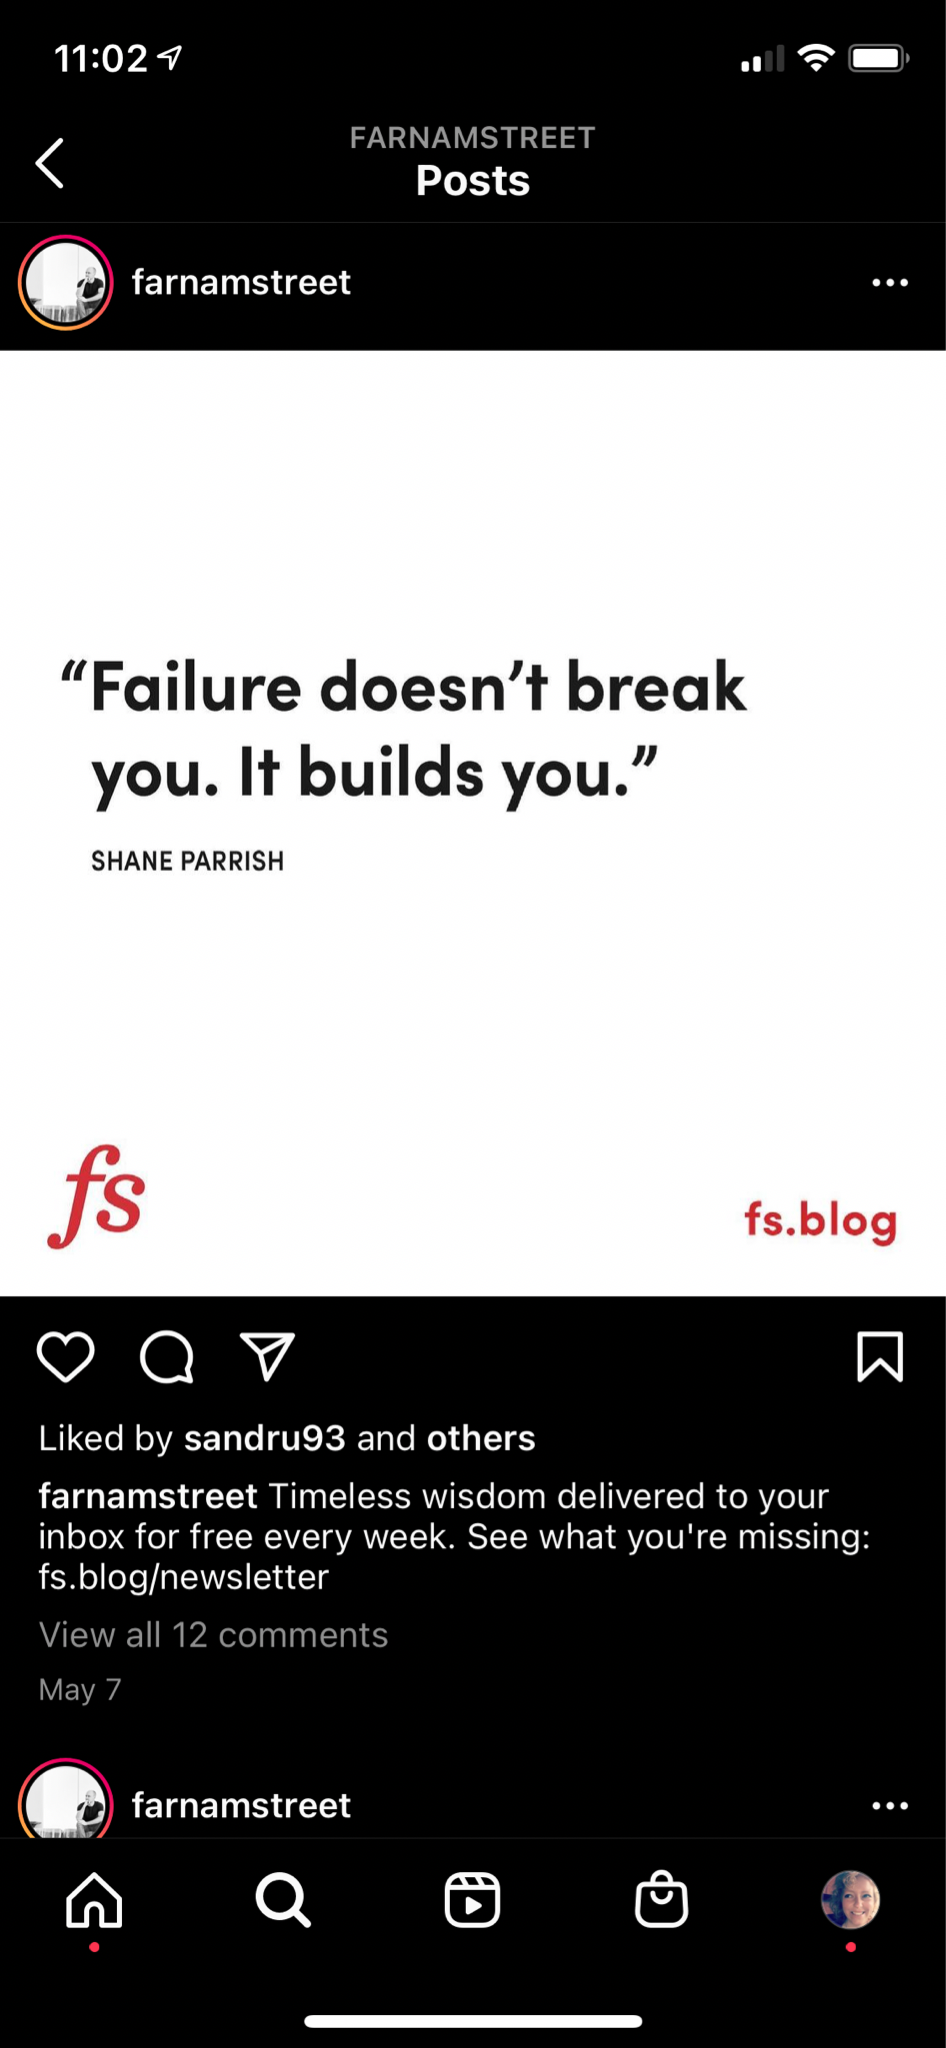 11:02
FARNAMSTREET
Posts
farnamstreet
“Failure doesn’t break
you. It builds you.”
SHANE PARRISH
fs
fs.blog
Liked by sandru93 and others
farnamstreet Timeless wisdom delivered to your
inbox for free every week. See what you're missing:
fs.blog/newsletter
View all 12 comments
May 7
farnamstreet